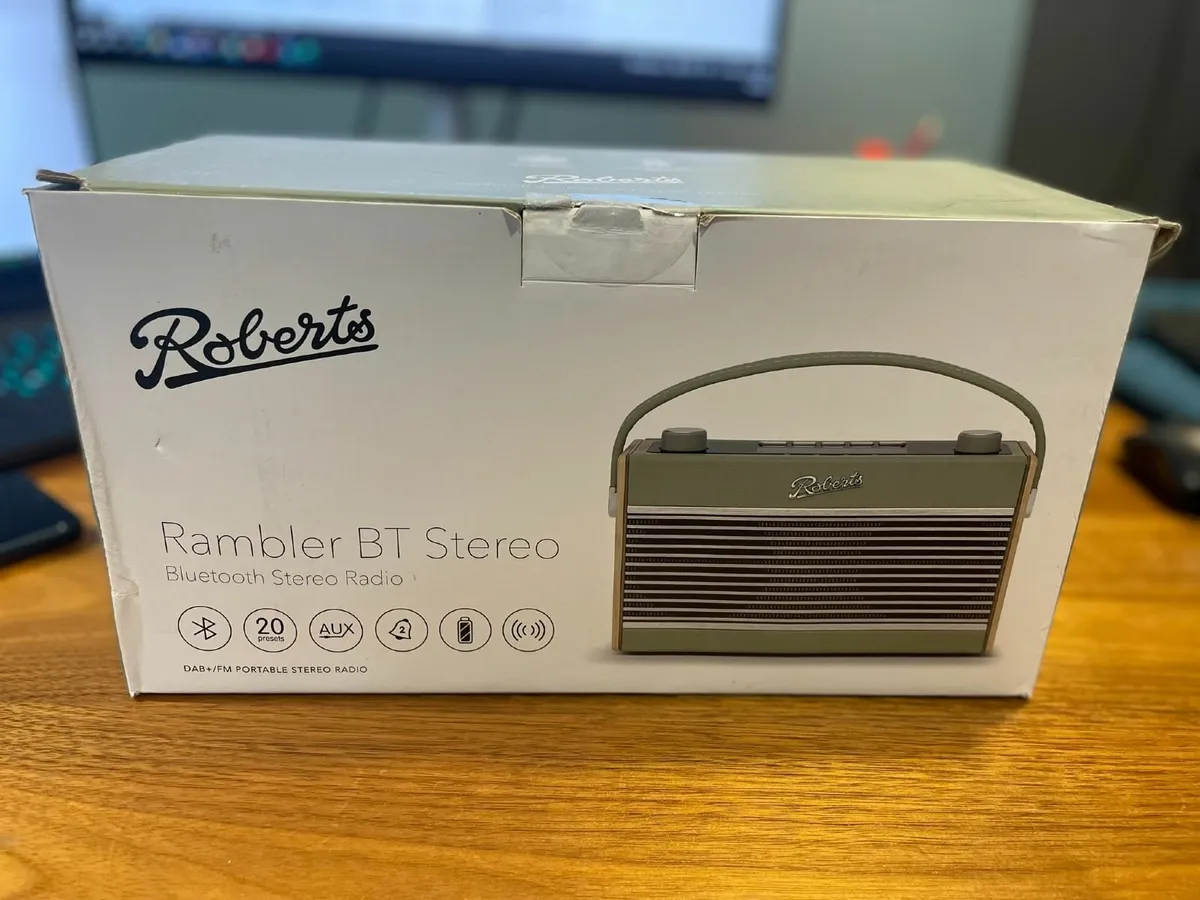 Roberts
Roberts
Roberts
Rambler BT Stereo
Bluetooth Stereo Radio
20
presets
AUX
2
DAB+/FM PORTABLE STEREO RADIO